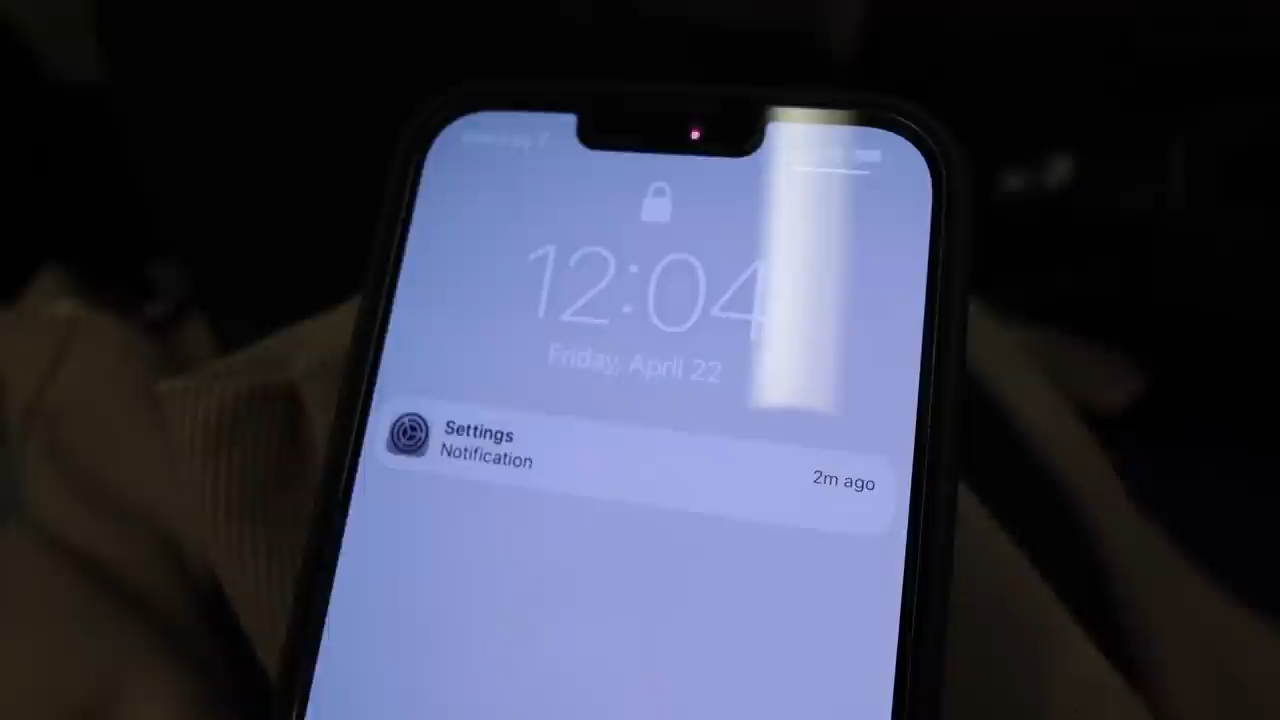 12:04
Friday, April 22
Settings
Notification
2m ago